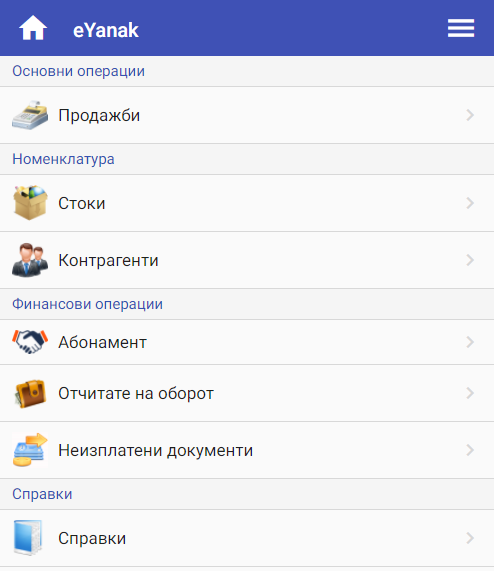 eYanak
Основни операции
Продажби
Номенклатура
Стоки
Контрагенти
Финансови операции
Абонамент
Отчитате на оборот
Неизплатени документи
Справки
Справки